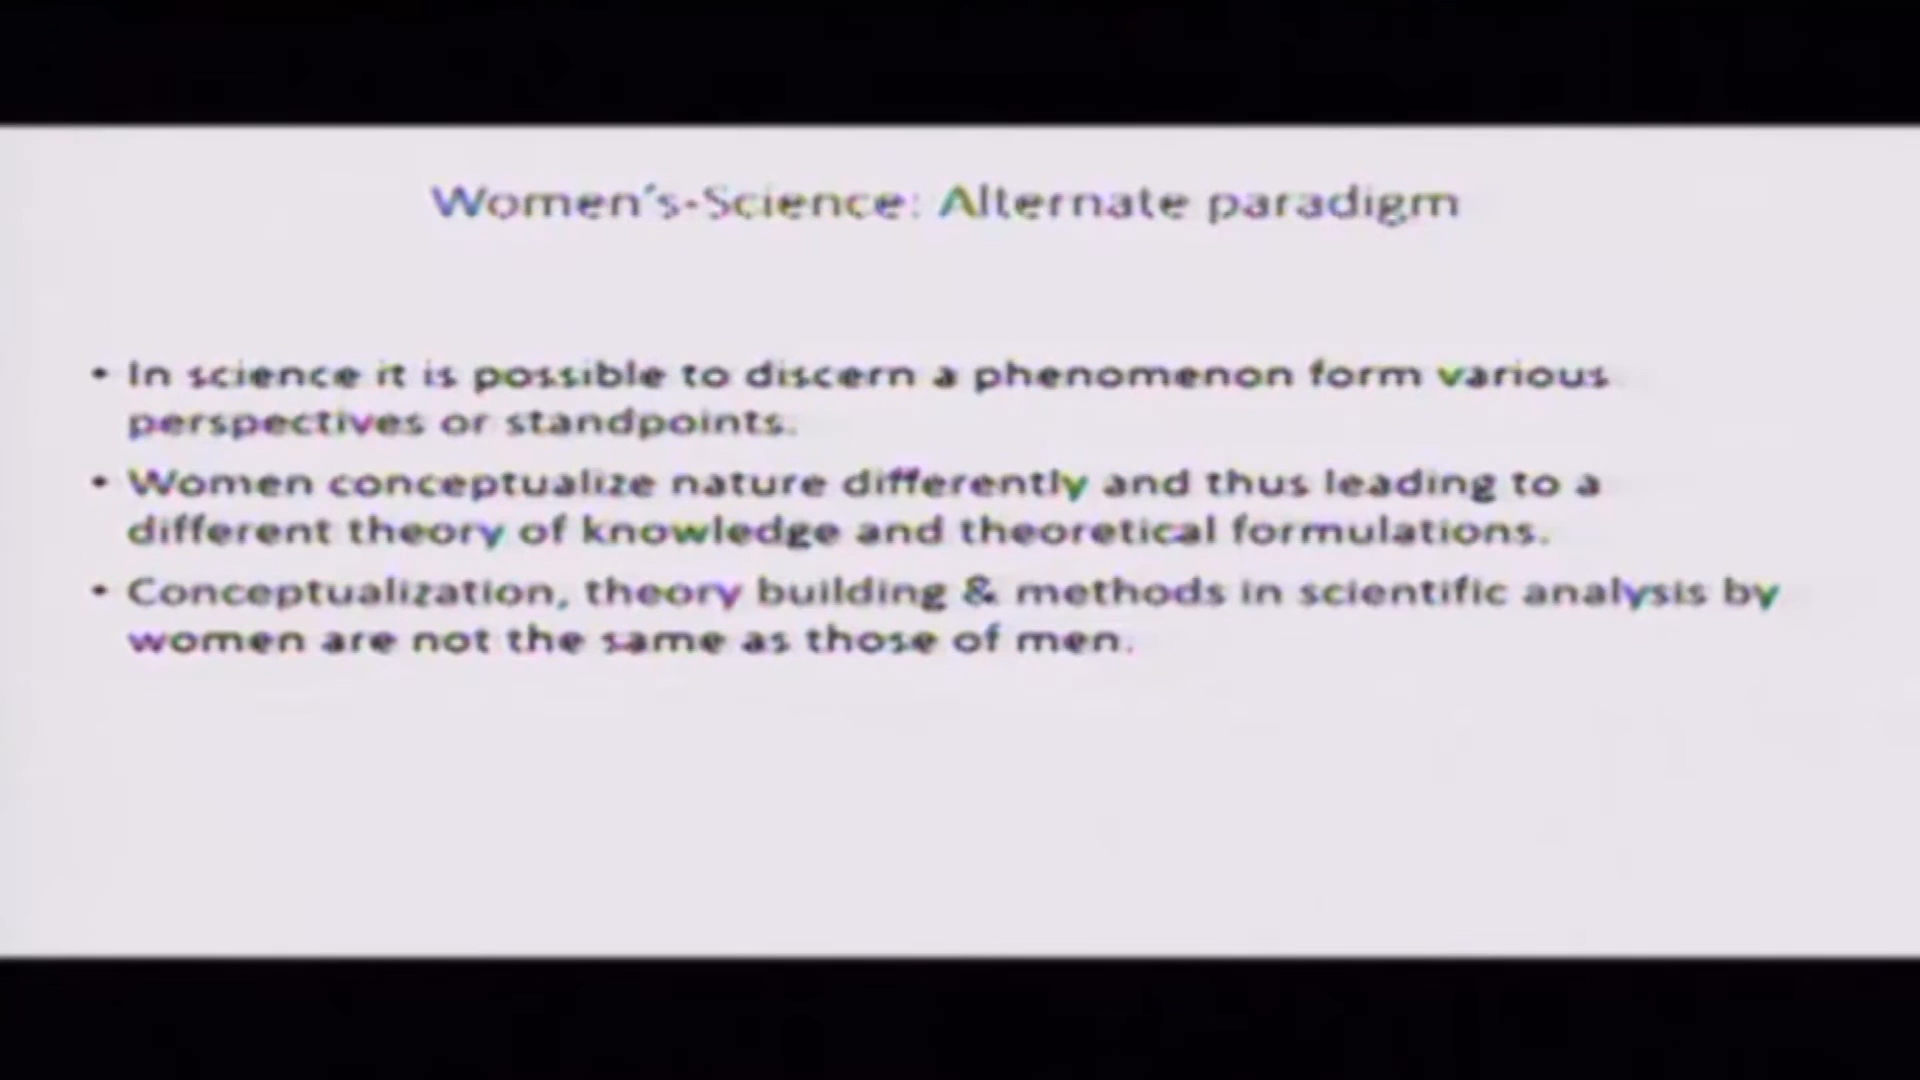 Women's-Science: Alternate paradigm
• In science it is possible to discern a phenomenon form various
perspectives or standpoints.
• Women conceptualize nature differently and thus leading to a
different theory of knowledge and theoretical formulations.
• Conceptualization, theory building & methods in scientific analysis by
women are not the same as those of men.